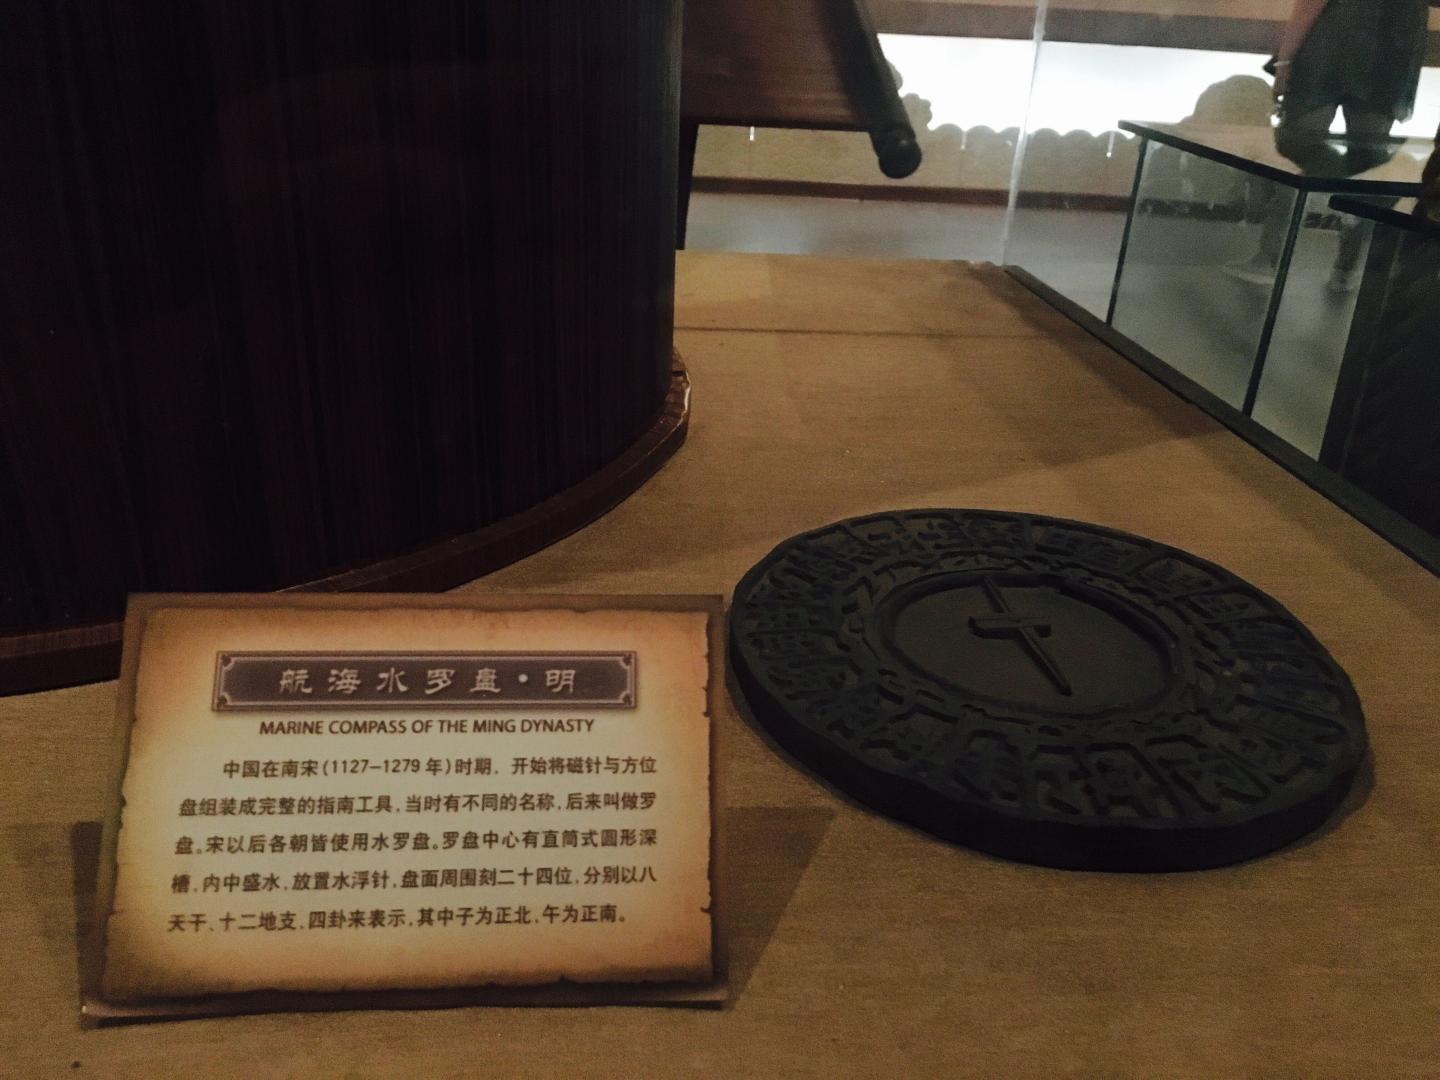 航海水罗盘·明
MARINE COMPASS OF THE MING DYNASTY
中国在南宋(1127-1279年)时期，开始将磁针与方位
盘组装成完整的指南工具，当时有不同的名称，后来叫做罗
盘。宋以后各朝皆使用水罗盘。罗盘中心有直筒式圆形深
槽，内中盛水，放置水浮针，盘面周围刻二十四位，分别以八
天干、十二地支、四卦来表示，其中子为正北，午为正南。